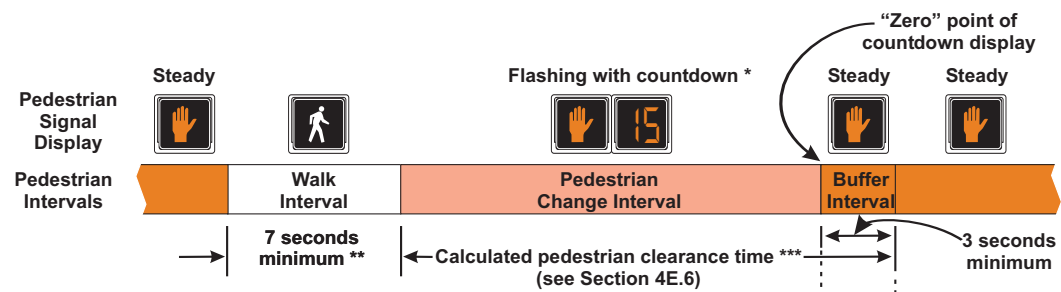 “Zero” point of
countdown display
Steady
Flashing with countdown *
Steady
Steady
Pedestrian
Signal
Display
15
Pedestrian
Intervals
Walk
Interval
Pedestrian
Change Interval
Buffer
Interval
7 seconds
minimum **
Calculated pedestrian clearance time ***
(see Section 4E.6)
3 seconds
minimum